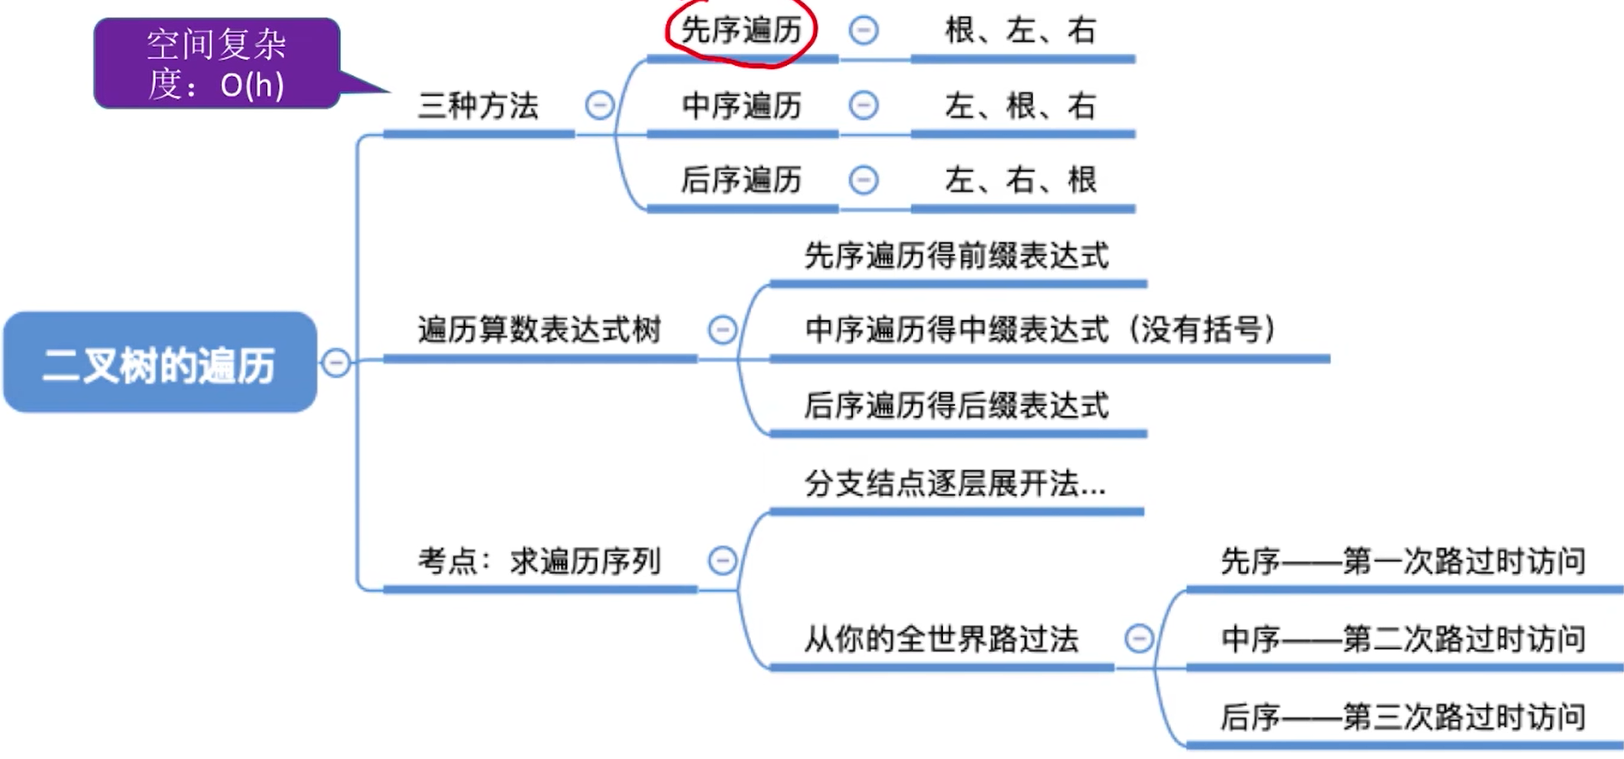 空间复杂
度：O(h)
先序遍历
根、左、右
三种方法
中序遍历
左、根、右
后序遍历
左、右、根
二叉树的遍历
遍历算数表达式树
先序遍历得前缀表达式
中序遍历得中缀表达式（没有括号）
后序遍历得后缀表达式
考点：求遍历序列
分支结点逐层展开法...
从你的全世界路过法
先序——第一次路过时访问
中序——第二次路过时访问
后序——第三次路过时访问